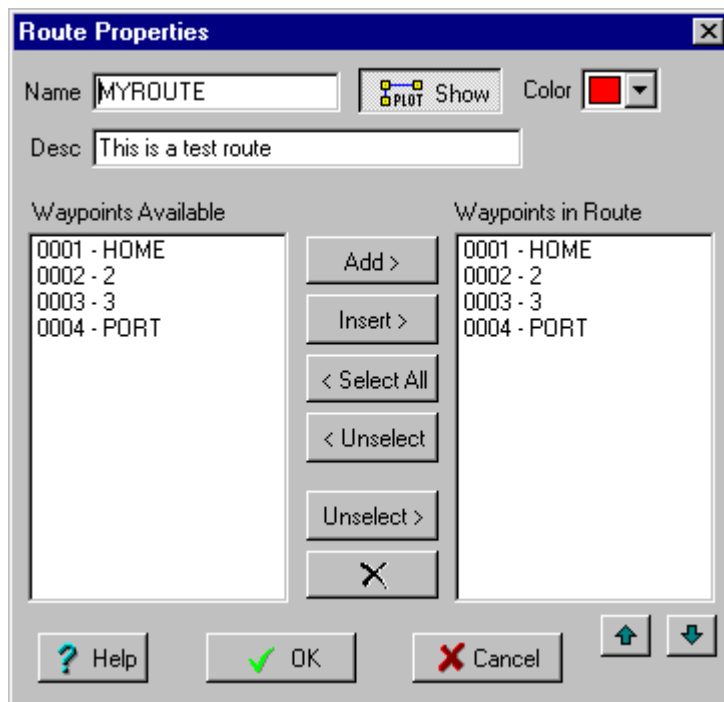 Route Properties
Name MYROUTE PLOT Show Color
Desc This is a test route
Waypoints Available
0001 - HOME
0002 - 2
0003 - 3
0004 - PORT
Add >
Insert >
< Select All
< Unselect
Unselect >
Waypoints in Route
0001 - HOME
0002 - 2
0003 - 3
0004 - PORT
? Help OK Cancel